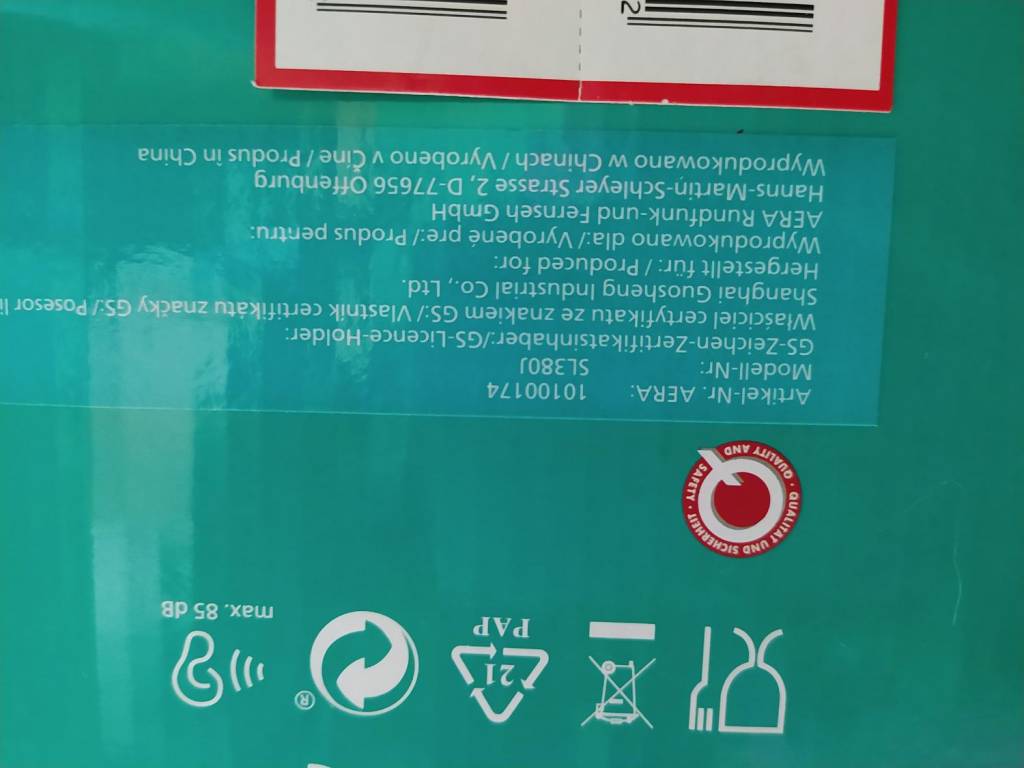 max. 85 dB
®
21
PAP
QUALITÄT UND SICHERHEIT · QUALITY AND SAFETY ·
Artikel-Nr. AERA: 10100174
Modell-Nr: SL380J
GS-Zeichen-Zertifikatsinhaber:/GS-Licence-Holder:
Właściciel certyfikatu ze znakiem GS:/ Vlastník certifikátu značky GS:/ Posesor
Shanghai Guosheng Industrial Co., Ltd.
Hergestellt für: / Produced for:
Wyprodukowano dla:/ Vyrobené pre:/ Produs pentru:
AERA Rundfunk-und Fernseh GmbH
Hanns-Martin-Schleyer Strasse 2, D-77656 Offenburg
Wyprodukowano w Chinach / Vyrobeno v Číne / Produs în China
2